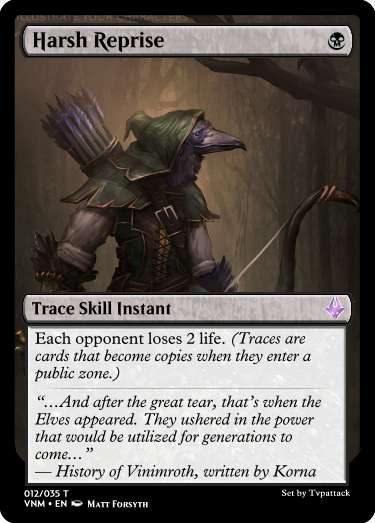 ILLUSTRATE YOUR CHARACTERS
Harsh Reprise
Trace Skill Instant
Each opponent loses 2 life. (Traces are
cards that become copies when they enter a
public zone.)
“…And after the great tear, that's when the
Elves appeared. They ushered in the power
that would be utilized for generations to
come…”
— History of Vinimroth, written by Korna
012/035 T
VNM • EN Matt Forsyth
Set by Tvpattack